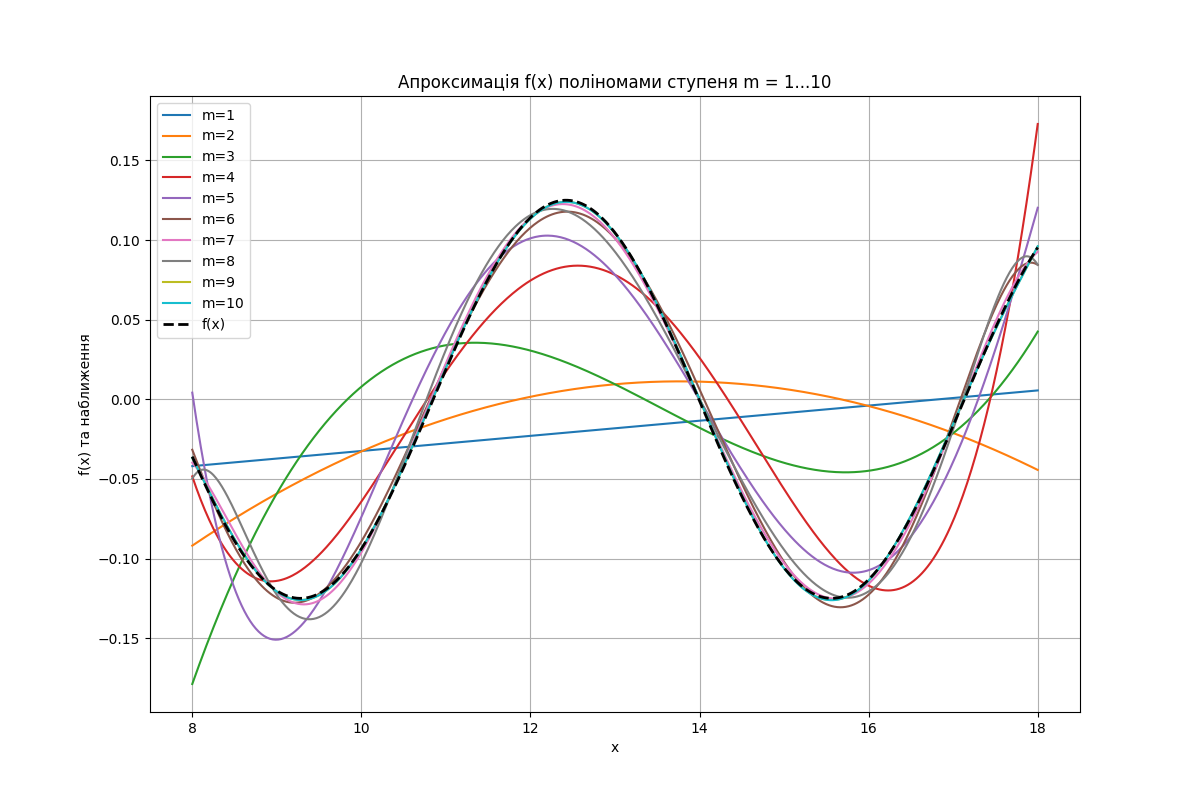 Апроксимація f(x) поліномами ступеня m = 1...10
m=1
m=2
m=3
m=4
m=5
m=6
m=7
m=8
m=9
m=10
f(x)
f(x) та наближення
0.15
0.10
0.05
0.00
−0.05
−0.10
−0.15
8 10 12 14 16 18
x